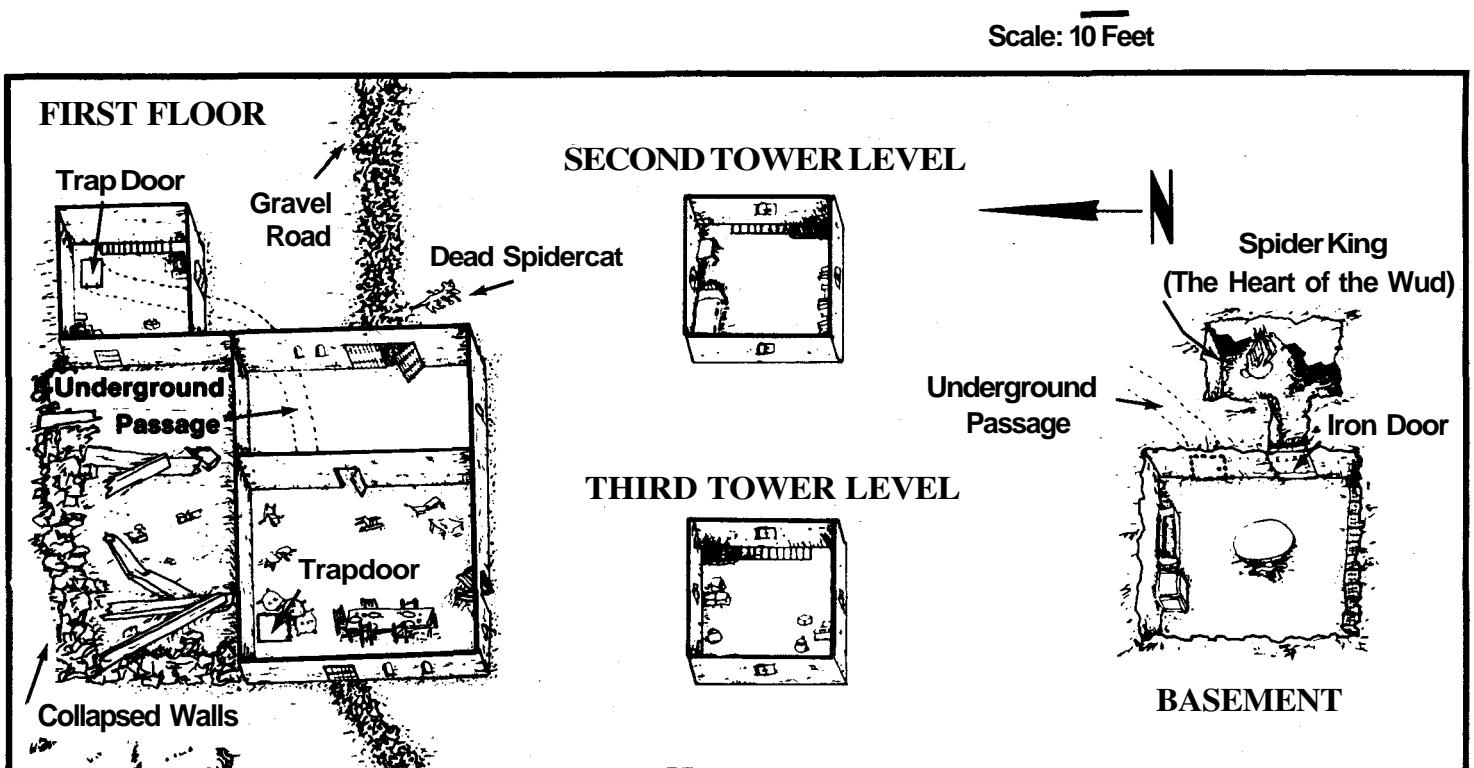 Scale: 10 Feet
FIRST FLOOR
Trap Door
Gravel
Road
Dead Spidercat
Underground
Passage
Trapdoor
Collapsed Walls
SECOND TOWER LEVEL
THIRD TOWER LEVEL
N
Spider King
(The Heart of the Wud)
Underground
Passage
Iron Door
BASEMENT